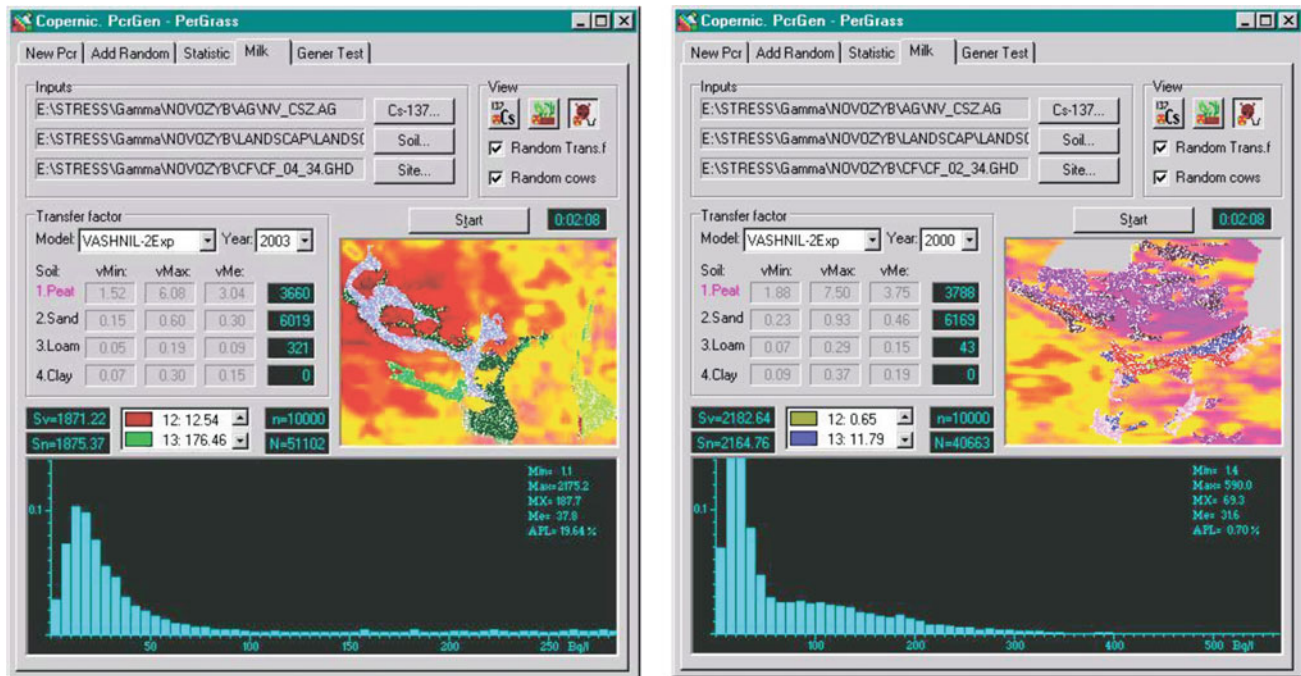 Copernic. PcrGen - PerGrass
New Pcr Add Random Statistic Milk Gener Test
Inputs
E:\STRESS\Gamma\NOVOZYB\AG\NV_CSZ.AG Cs-137...
E:\STRESS\Gamma\NOVOZYB\LANDSCAP\LANDS( Soil...
E:\STRESS\Gamma\NOVOZYB\CF\CF_04_34.GHD Site...
View
137 Cs
Random Trans.f
Random cows
Transfer factor
Model: VASHNIL-2Exp Year: 2003
Soil: vMin: vMax: vMe:
1.Peat 1.52 6.08 3.04 3660
2.Sand 0.15 0.60 0.30 6019
3.Loam 0.05 0.19 0.09 321
4.Clay 0.07 0.30 0.15 0
Start 0:02:08
Sv=1871.22 12: 12.54 n=10000
Sn=1875.37 13: 176.46 N=51102
0.1
Min= 1.1
Max=2175.2
MX= 187.7
Me= 37.8
APL= 19.64 %
50 150 200 250 Bq/l
Copernic. PcrGen - PerGrass
New Pcr Add Random Statistic Milk Gener Test
Inputs
E:\STRESS\Gamma\NOVOZYB\AG\NV_CSZ.AG Cs-137...
E:\STRESS\Gamma\NOVOZYB\LANDSCAP\LANDSC Soil...
E:\STRESS\Gamma\NOVOZYB\CF\CF_02_34.GHD Site...
View
137 Cs
Random Trans.f
Random cows
Transfer factor
Model: VASHNIL-2Exp Year: 2000
Soil: vMin: vMax: vMe:
1.Peat 1.88 7.50 3.75 3788
2.Sand 0.23 0.93 0.46 6169
3.Loam 0.07 0.29 0.15 43
4.Clay 0.09 0.37 0.19 0
Start 0:02:08
Sv=2182.64 12: 0.65 n=10000
Sn=2164.76 13: 11.79 N=40663
0.1
Min= 1.4
Max= 590.0
MX= 69.3
Me= 31.6
APL= 0.70 %
100 200 300 400 500 Bq/l